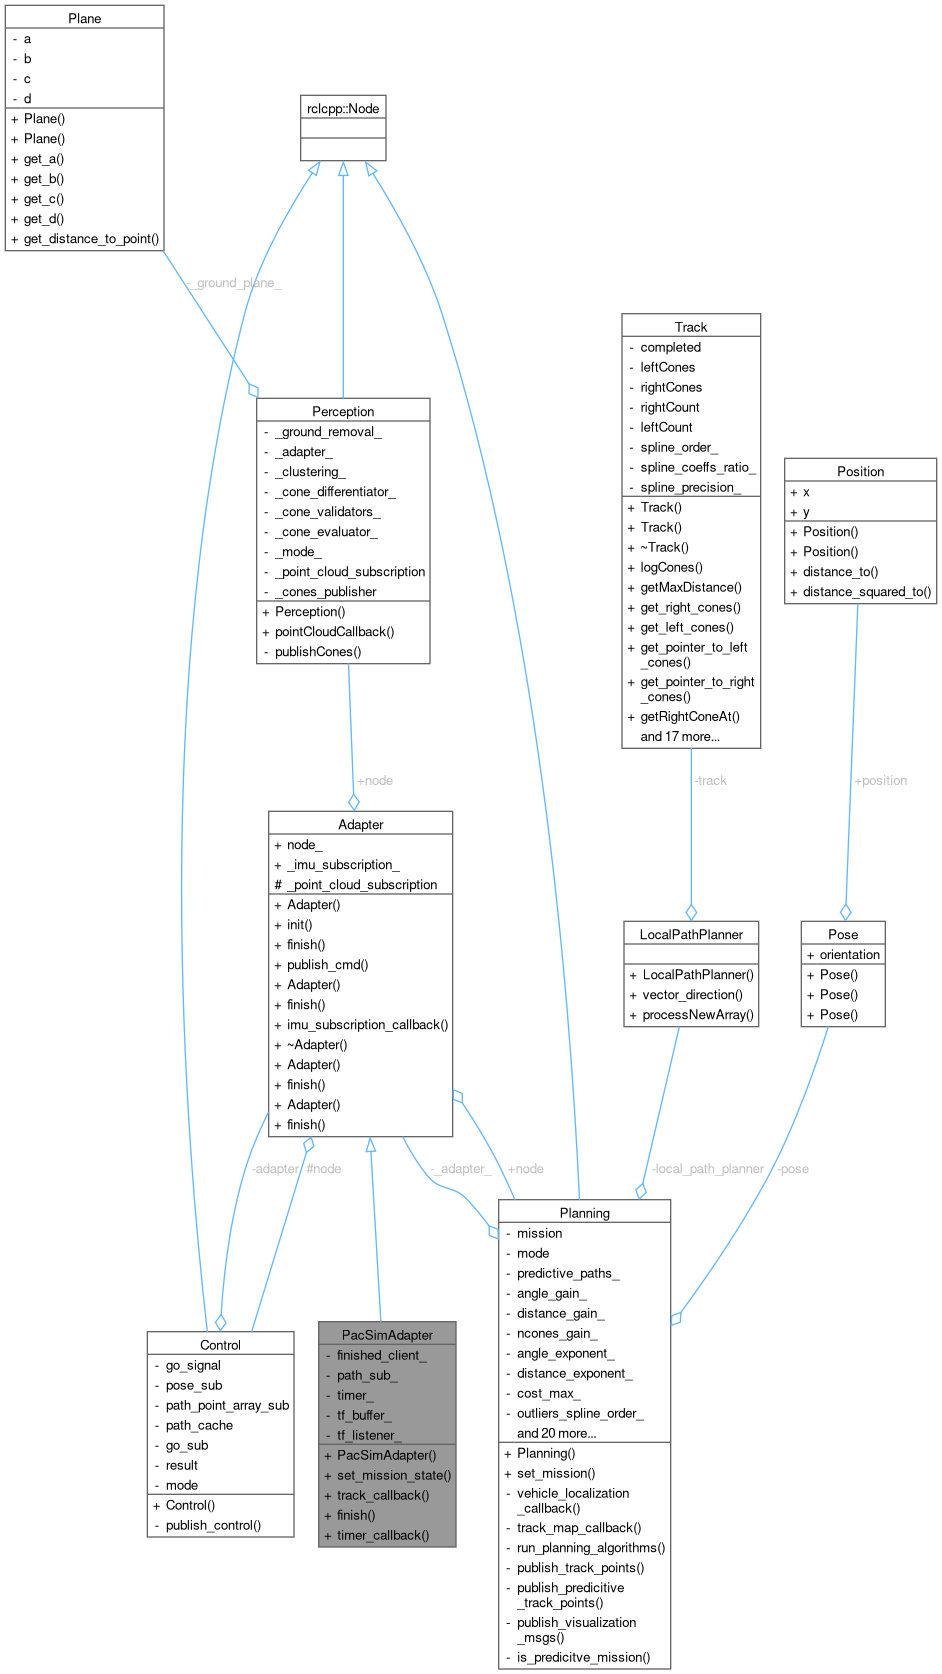 Plane
- a
- b
- c
- d
+ Plane()
+ Plane()
+ get_a()
+ get_b()
+ get_c()
+ get_d()
+ get_distance_to_point()
rclcpp::Node
-_ground_plane_
Perception
- _ground_removal_
- _adapter_
- _clustering_
- _cone_differentiator_
- _cone_validators_
- _cone_evaluator_
- _mode_
- _point_cloud_subscription
- _cones_publisher
+ Perception()
+ pointCloudCallback()
- publishCones()
Track
- completed
- leftCones
- rightCones
- rightCount
- leftCount
- spline_order_
- spline_coeffs_ratio_
- spline_precision_
+ Track()
+ Track()
+ ~Track()
+ logCones()
+ getMaxDistance()
+ get_right_cones()
+ get_left_cones()
+ get_pointer_to_left
_cones()
+ get_pointer_to_right
_cones()
+ getRightConeAt()
and 17 more...
Position
+ x
+ y
+ Position()
+ Position()
+ distance_to()
+ distance_squared_to()
+node
-track
+position
Adapter
+ node_
+ _imu_subscription_
# _point_cloud_subscription
+ Adapter()
+ init()
+ finish()
+ publish_cmd()
+ Adapter()
+ finish()
+ imu_subscription_callback()
+ ~Adapter()
+ Adapter()
+ finish()
+ Adapter()
+ finish()
LocalPathPlanner
+ LocalPathPlanner()
+ vector_direction()
+ processNewArray()
Pose
+ orientation
+ Pose()
+ Pose()
+ Pose()
-adapter
#node
-_adapter_
+node
-local_path_planner
-pose
Control
- go_signal
- pose_sub
- path_point_array_sub
- path_cache
- go_sub
- result
- mode
+ Control()
- publish_control()
PacSimAdapter
- finished_client_
- path_sub_
- timer_
- tf_buffer_
- tf_listener_
+ PacSimAdapter()
+ set_mission_state()
+ track_callback()
+ finish()
+ timer_callback()
Planning
- mission
- mode
- predictive_paths_
- angle_gain_
- distance_gain_
- ncones_gain_
- angle_exponent_
- distance_exponent_
- cost_max_
- outliers_spline_order_
and 20 more...
+ Planning()
+ set_mission()
- vehicle_localization
_callback()
- track_map_callback()
- run_planning_algorithms()
- publish_track_points()
- publish_predicitive
_track_points()
- publish_visualization
_msgs()
- is_predicitve_mission()